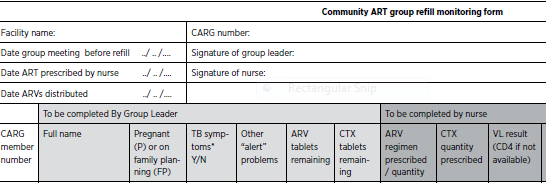 Community ART group refill monitoring form
Facility name: CARG number:
Date group meeting before refill ../ .. /.... Signature of group leader:
Date ART prescribed by nurse ../ .. /.... Signature of nurse:
Rectangular Snip
Date ARVs distributed ../ .. /....
To be completed By Group Leader To be completed by nurse
CARG member number
Full name
Pregnant (P) or on family plan-ning (FP)
TB symp-toms* Y/N
Other "alert" problems
ARV tablets remaining
CTX tablets remain-ing
ARV regimen prescribed / quantity
CTX quantity prescribed
VL result (CD4 if not available)